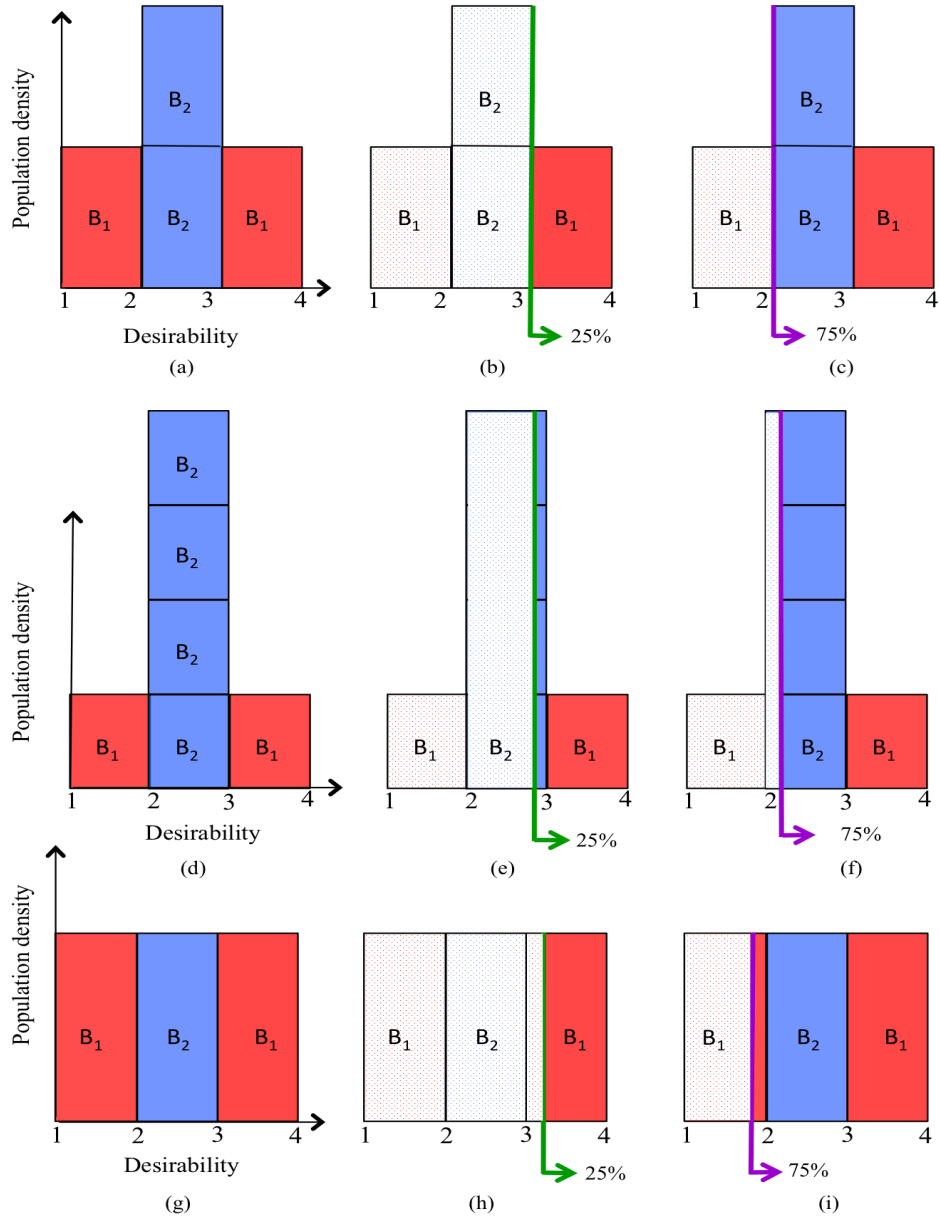 Population density
B2
B1 B2 B1
1 2 3 4
Desirability
(a)
B2
B1 B2 B1
1 2 3 4
25%
(b)
B2
B1 B2 B1
1 2 3 4
75%
(c)
Population density
B2
B2
B2
B1 B2 B1
1 2 3 4
Desirability
(d)
B1 B2 B1
1 2 3 4
25%
(e)
B1 B2 B1
1 2 3 4
75%
(f)
Population density
B1 B2 B1
1 2 3 4
Desirability
(g)
B1 B2 B1
1 2 3 4
25%
(h)
B1 B2 B1
1 2 3 4
75%
(i)